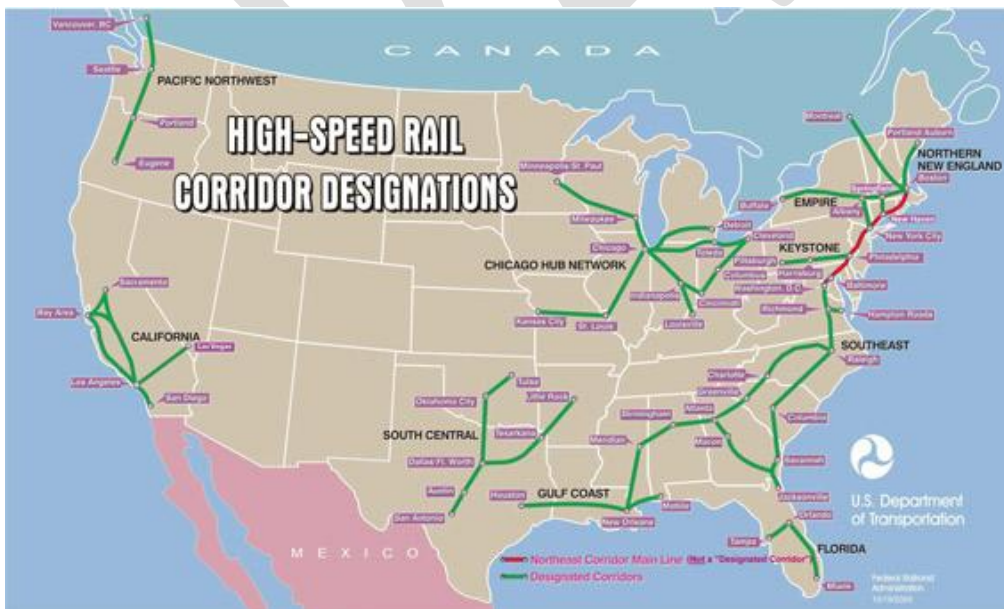 CANADA
Vancouver, BC
Seattle
PACIFIC NORTHWEST
Portland
Eugene
HIGH-SPEED RAIL
CORRIDOR DESIGNATIONS
Minneapolis/St. Paul
Milwaukee
Chicago
CHICAGO HUB NETWORK
Detroit
Toledo
Cleveland
Pittsburgh
Columbus
Indianapolis
Cincinnati
Louisville
St. Louis
Kansas City
Montreal
Portland/Auburn
NORTHERN
NEW ENGLAND
Boston
Springfield
Buffalo
EMPIRE
Albany
New Haven
New York City
KEYSTONE
Philadelphia
Harrisburg
Washington, D.C.
Baltimore
Richmond
Hampton Roads
SOUTHEAST
Raleigh
Charlotte
Greenville
Columbia
Atlanta
Birmingham
Macon
Savannah
Jacksonville
Meridian
Sacramento
Bay Area
CALIFORNIA
Las Vegas
Los Angeles
San Diego
Tulsa
Oklahoma City
Little Rock
SOUTH CENTRAL
Texarkana
Dallas/Ft. Worth
Austin
San Antonio
Houston
GULF COAST
New Orleans
Mobile
Orlando
Tampa
FLORIDA
Miami
MEXICO
Northeast Corridor Main Line (Not a "Designated Corridor")
Designated Corridors
U.S. Department
of Transportation
Federal Railroad
Administration